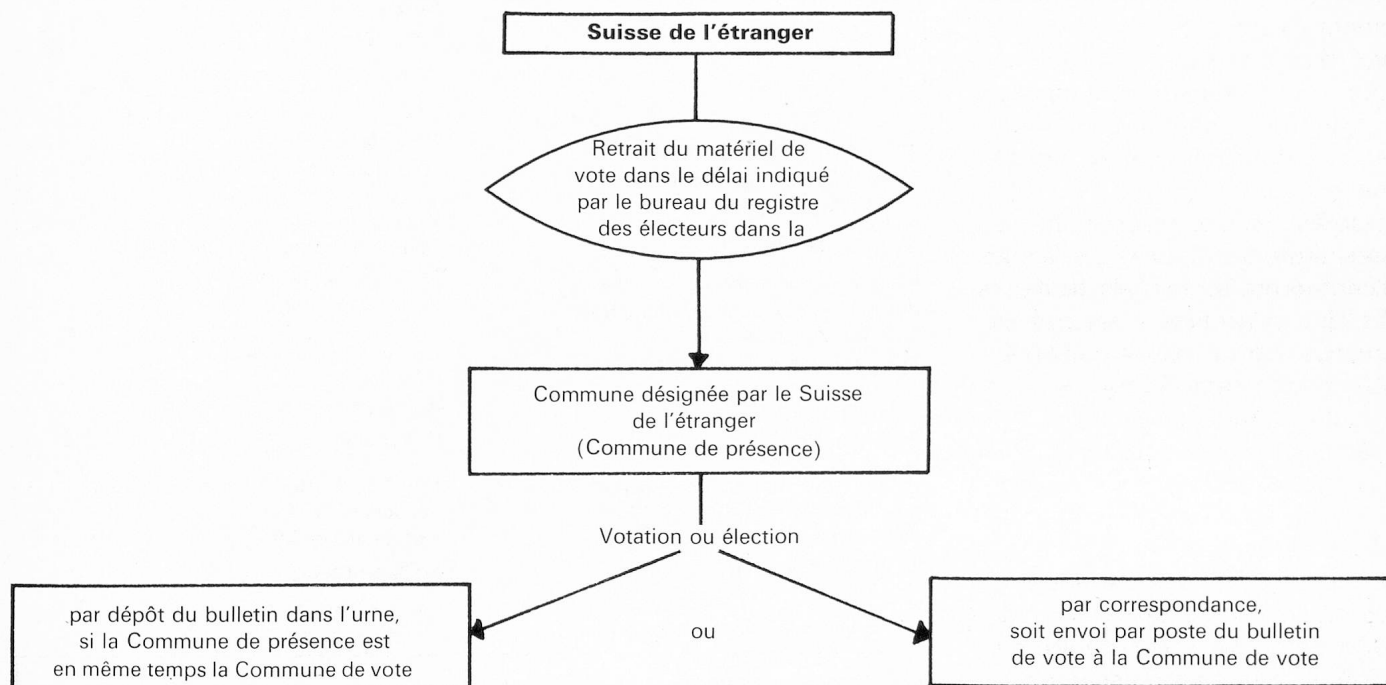 Suisse de l'étranger
Retrait du matériel de
vote dans le délai indiqué
par le bureau du registre
des électeurs dans la
Commune désignée par le Suisse
de l'étranger
(Commune de présence)
Votation ou élection
par dépôt du bulletin dans l'urne,
si la Commune de présence est
en même temps la Commune de vote
ou
par correspondance,
soit envoi par poste du bulletin
de vote à la Commune de vote